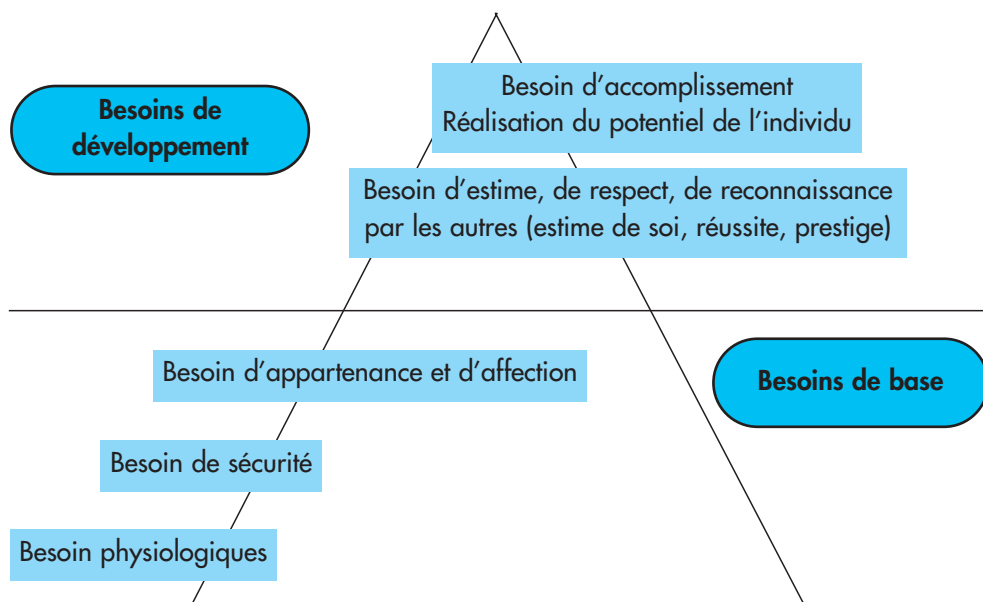 Besoins de
développement
Besoin d'accomplissement
Réalisation du potentiel de l'individu
Besoin d'estime, de respect, de reconnaissance
par les autres (estime de soi, réussite, prestige)
Besoin d'appartenance et d'affection
Besoins de base
Besoin de sécurité
Besoin physiologiques